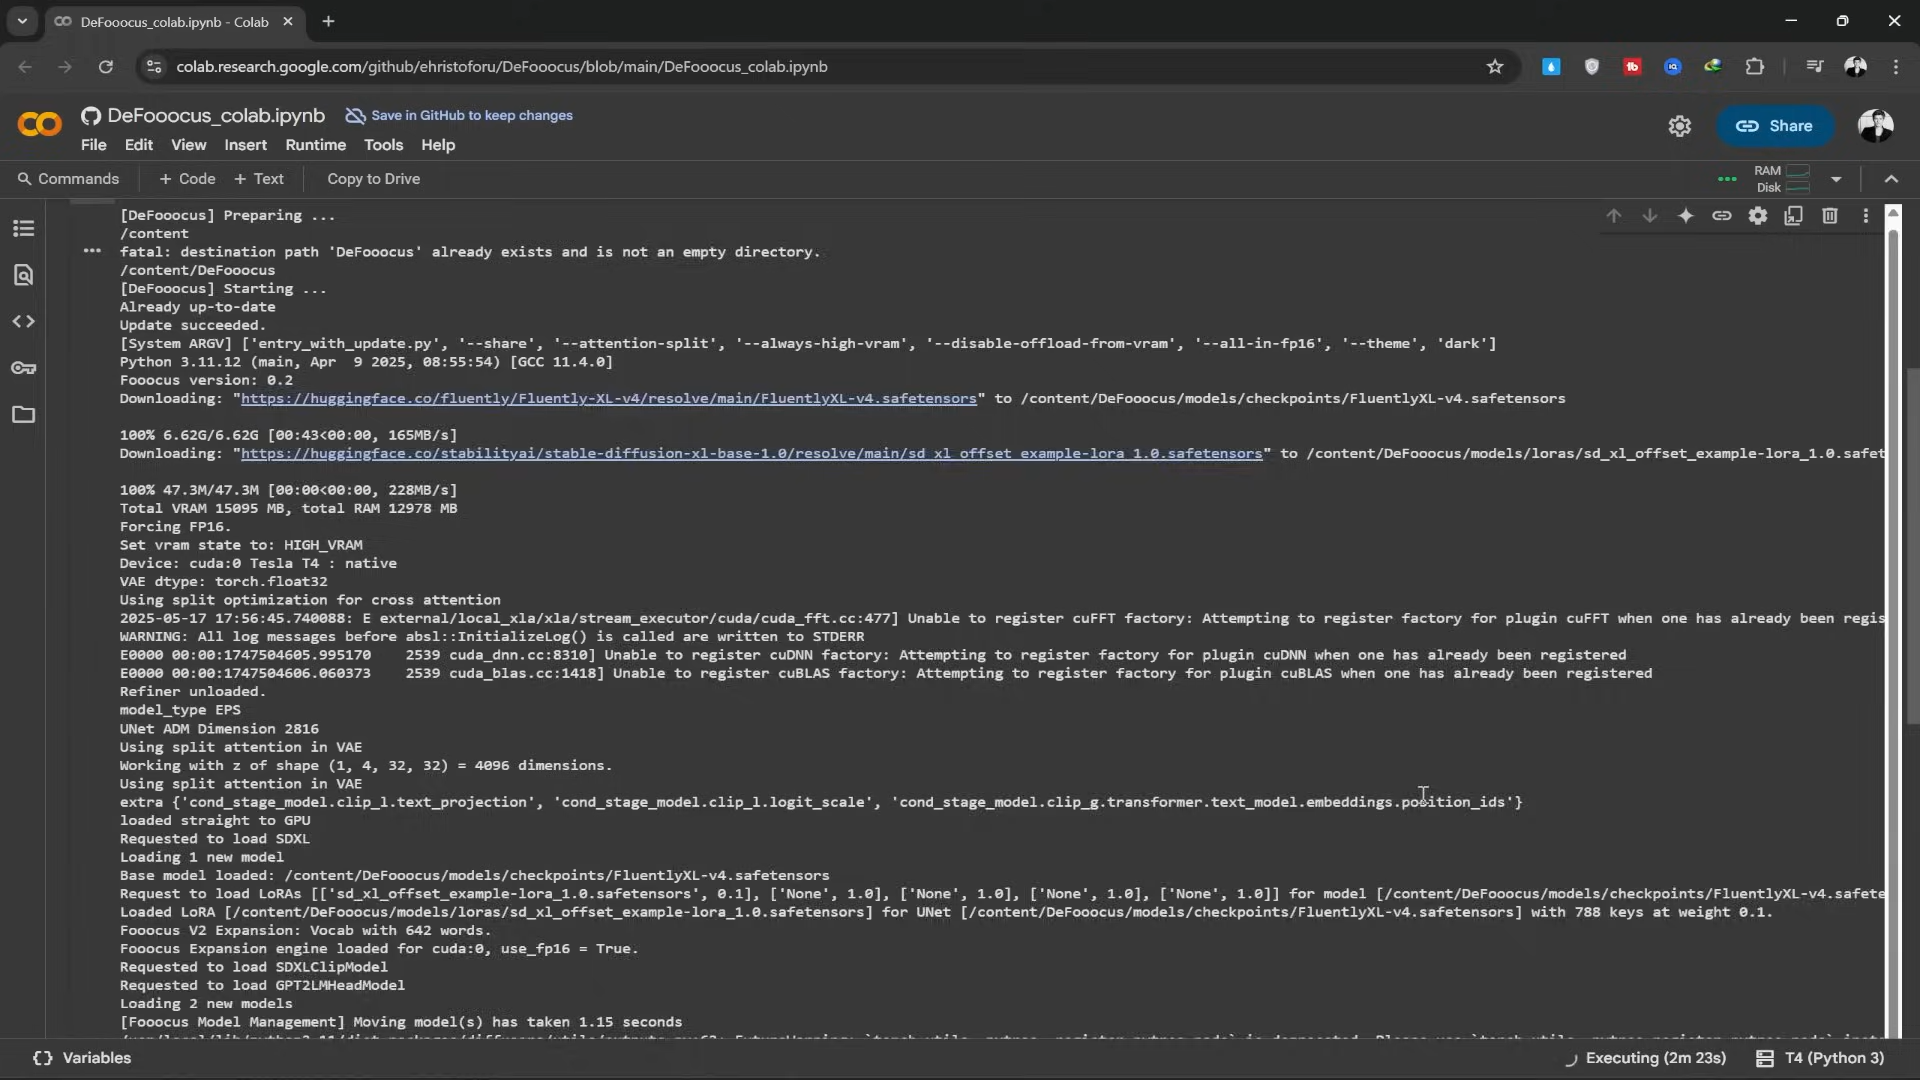 DeFooocus_colab.ipynb - Colab
colab.research.google.com/github/ehristoforu/DeFooocus/blob/main/DeFooocus_colab.ipynb
DeFooocus_colab.ipynb
Save in GitHub to keep changes
Share
File Edit View Insert Runtime Tools Help
Commands + Code + Text Copy to Drive
RAM
Disk
[DeFooocus] Preparing ...
/content
fatal: destination path 'DeFooocus' already exists and is not an empty directory.
/content/DeFooocus
[DeFooocus] Starting ...
Already up-to-date
Update succeeded.
[System ARGV] ['entry_with_update.py', '--share', '--attention-split', '--always-high-vram', '--disable-offload-from-vram', '--all-in-fp16', '--theme', 'dark']
Python 3.11.12 (main, Apr  9 2025, 08:55:54) [GCC 11.4.0]
Fooocus version: 0.2
Downloading: "https://huggingface.co/fluently/Fluently-XL-v4/resolve/main/FluentlyXL-v4.safetensors" to /content/DeFooocus/models/checkpoints/FluentlyXL-v4.safetensors
100% 6.62G/6.62G [00:43<00:00, 165MB/s]
Downloading: "https://huggingface.co/stabilityai/stable-diffusion-xl-base-1.0/resolve/main/sd_xl_offset_example-lora_1.0.safetensors" to /content/DeFooocus/models/loras/sd_xl_offset_example-lora_1.0.safet
100% 47.3M/47.3M [00:00<00:00, 228MB/s]
Total VRAM 15095 MB, total RAM 12978 MB
Forcing FP16.
Set vram state to: HIGH_VRAM
Device: cuda:0 Tesla T4 : native
VAE dtype: torch.float32
Using split optimization for cross attention
2025-05-17 17:56:45.740088: E external/local_xla/xla/stream_executor/cuda/cuda_fft.cc:477] Unable to register cuFFT factory: Attempting to register factory for plugin cuFFT when one has already been regis
WARNING: All log messages before absl::InitializeLog() is called are written to STDERR
E0000 00:00:1747504605.995170    2539 cuda_dnn.cc:8310] Unable to register cuDNN factory: Attempting to register factory for plugin cuDNN when one has already been registered
E0000 00:00:1747504606.060373    2539 cuda_blas.cc:1418] Unable to register cuBLAS factory: Attempting to register factory for plugin cuBLAS when one has already been registered
Refiner unloaded.
model_type EPS
UNet ADM Dimension 2816
Using split attention in VAE
Working with z of shape (1, 4, 32, 32) = 4096 dimensions.
Using split attention in VAE
extra {'cond_stage_model.clip_l.text_projection', 'cond_stage_model.clip_l.logit_scale', 'cond_stage_model.clip_g.transformer.text_model.embeddings.position_ids'}
loaded straight to GPU
Requested to load SDXL
Loading 1 new model
Base model loaded: /content/DeFooocus/models/checkpoints/FluentlyXL-v4.safetensors
Request to load LoRAs [['sd_xl_offset_example-lora_1.0.safetensors', 0.1], ['None', 1.0], ['None', 1.0], ['None', 1.0], ['None', 1.0]] for model [/content/DeFooocus/models/checkpoints/FluentlyXL-v4.safete
Loaded LoRA [/content/DeFooocus/models/loras/sd_xl_offset_example-lora_1.0.safetensors] for UNet [/content/DeFooocus/models/checkpoints/FluentlyXL-v4.safetensors] with 788 keys at weight 0.1.
Fooocus V2 Expansion: Vocab with 642 words.
Fooocus Expansion engine loaded for cuda:0, use_fp16 = True.
Requested to load SDXLClipModel
Requested to load GPT2LMHeadModel
Loading 2 new models
[Fooocus Model Management] Moving model(s) has taken 1.15 seconds
Variables
Executing (2m 23s)
T4 (Python 3)